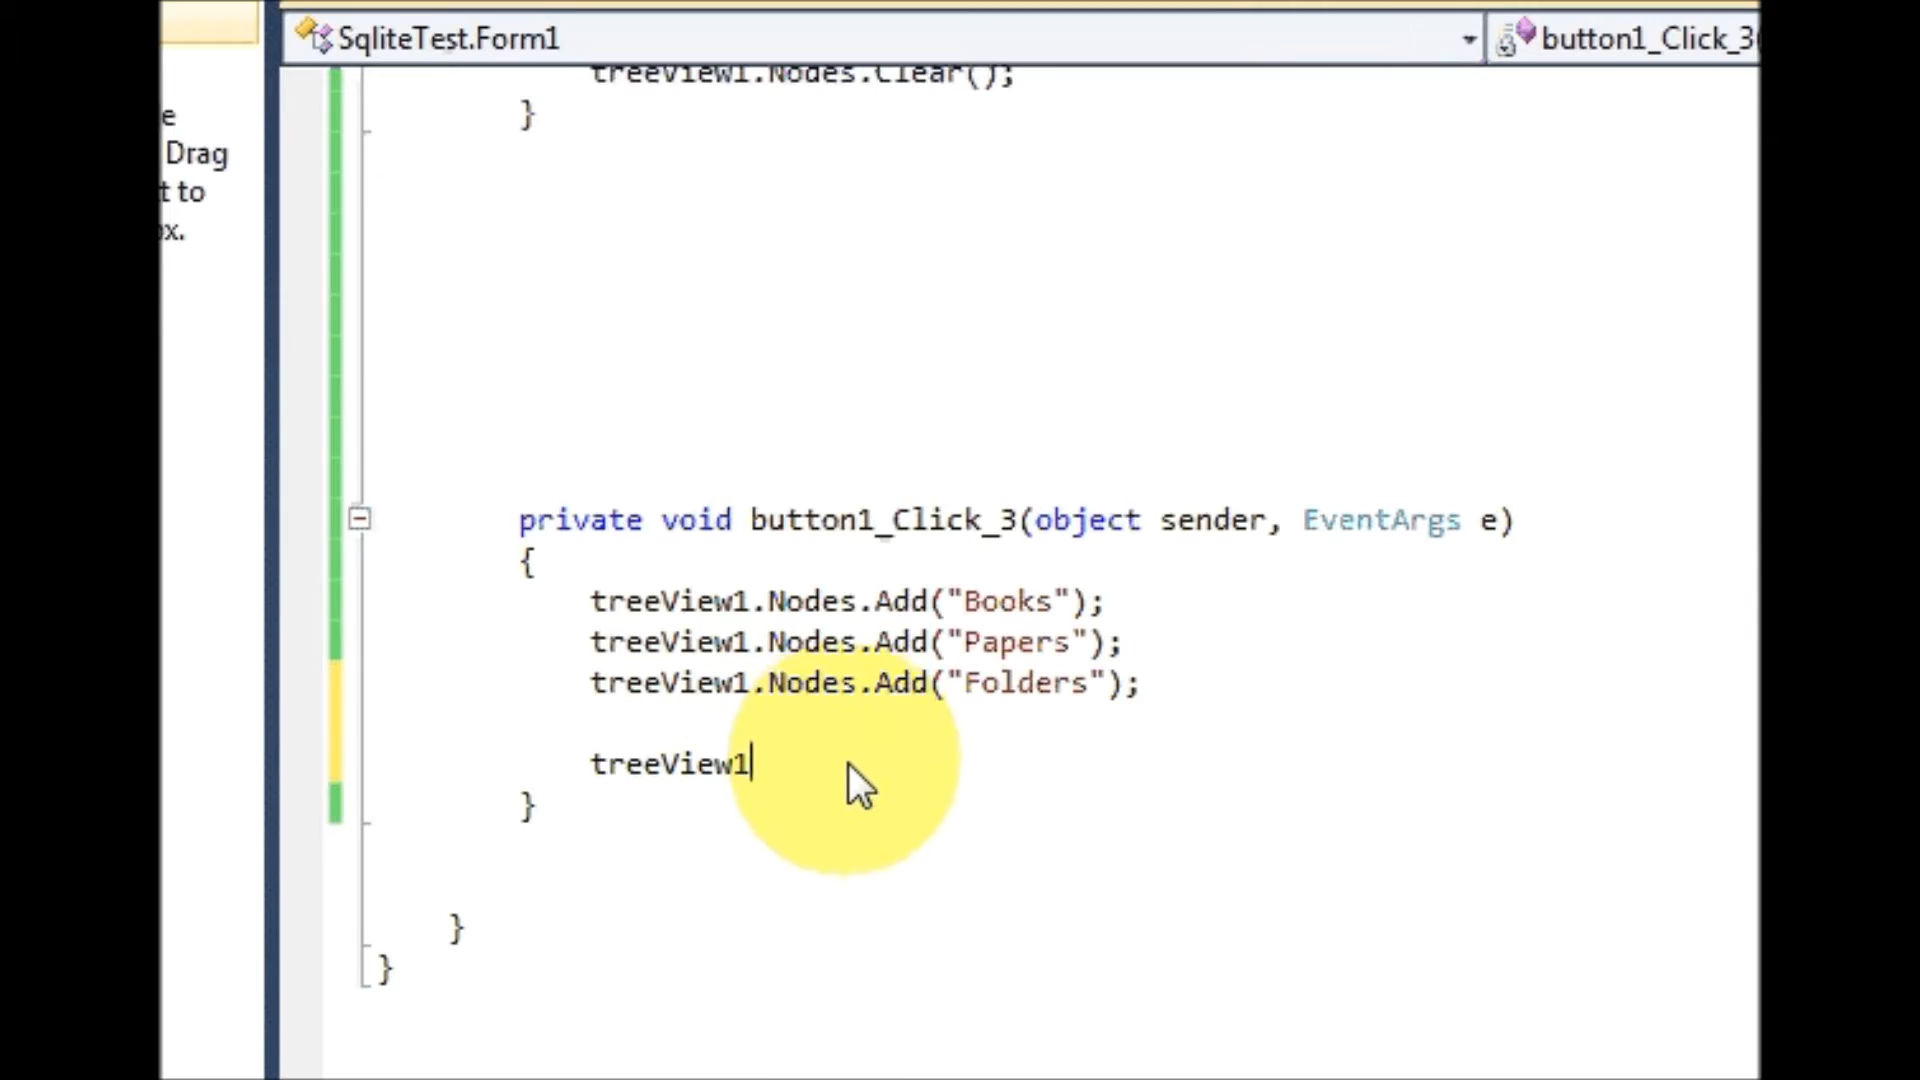 SqliteTest.Form1
button1_Click_3(
e
Drag
t to
ox.
treeView1.Nodes.Clear();
}
private void button1_Click_3(object sender, EventArgs e)
{
treeView1.Nodes.Add("Books");
treeView1.Nodes.Add("Papers");
treeView1.Nodes.Add("Folders");
treeView1
}
}
}